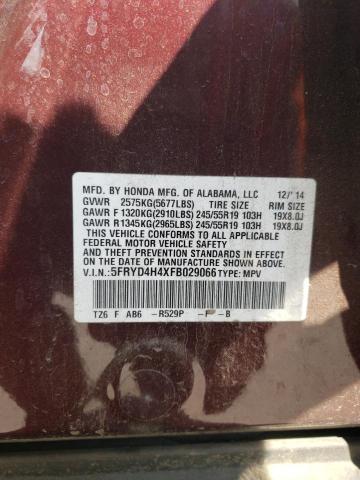 MFD. BY HONDA MFG. OF ALABAMA, LLC 12/'14
GVWR 2575KG(5677LBS) TIRE SIZE RIM SIZE
GAWR F 1320KG(2910LBS) 245/55R19 103H 19X8.0J
GAWR R1345KG(2965LBS) 245/55R19 103H 19X8.0J
THIS VEHICLE CONFORMS TO ALL APPLICABLE
FEDERAL MOTOR VEHICLE SAFETY
AND THEFT PREVENTION STANDARDS IN EFFECT
ON THE DATE OF MANUFACTURE SHOWN ABOVE.
V.I.N.:5FRYD4H4XFB029066 TYPE: MPV
TZ6 F AB6 -R529P -F -B